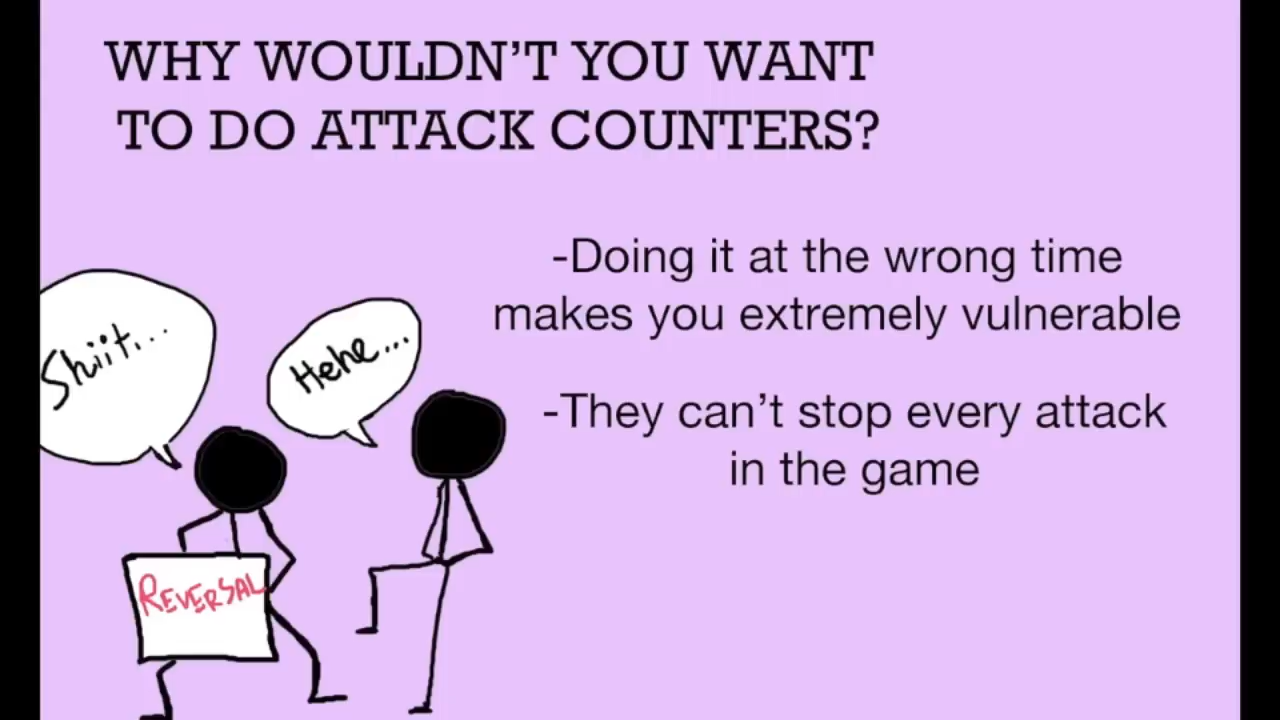 WHY WOULDN'T YOU WANT
TO DO ATTACK COUNTERS?
-Doing it at the wrong time
makes you extremely vulnerable
-They can't stop every attack
in the game
Shiit...
Hehe...
REVERSAL